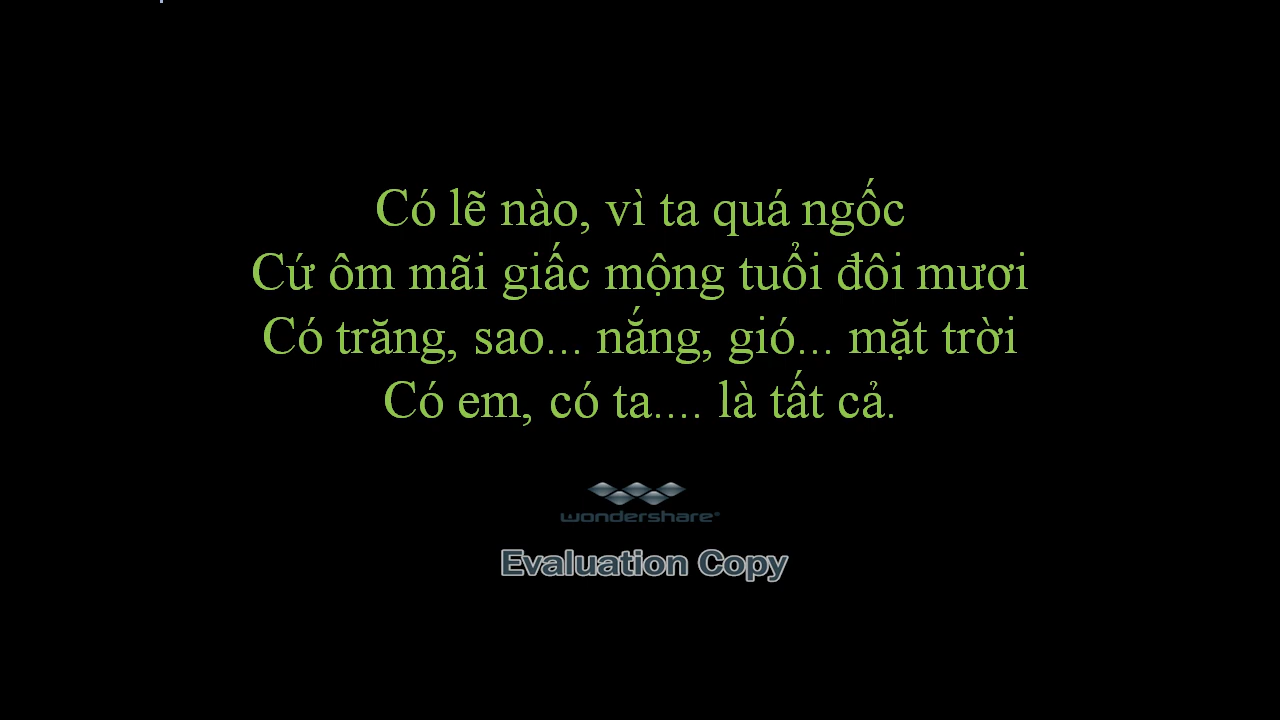 Có lẽ nào, vì ta quá ngốc
Cứ ôm mãi giấc mộng tuổi đôi mươi
Có trăng, sao... nắng, gió... mặt trời
Có em, có ta.... là tất cả.
wondershare®
Evaluation Copy